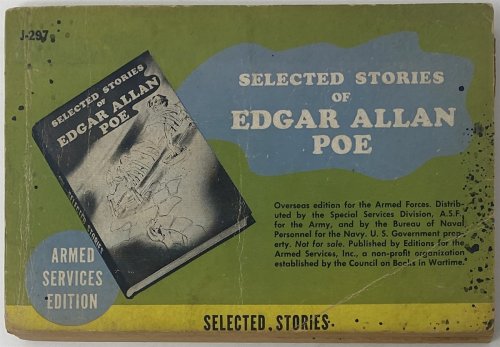 J-297
SELECTED STORIES
OF
EDGAR ALLAN
POE
SELECTED STORIES
OF
EDGAR ALLAN
POE
SELECTED STORIES
Overseas edition for the Armed Forces. Distrib-
uted by the Special Services Division, A.S.F.,
for the Army, and by the Bureau of Naval
Personnel for the Navy. U. S. Government prop-
erty. Not for sale. Published by Editions for the
Armed Services, Inc., a non-profit organization
established by the Council on Books in Wartime.
ARMED
SERVICES
EDITION
SELECTED STORIES